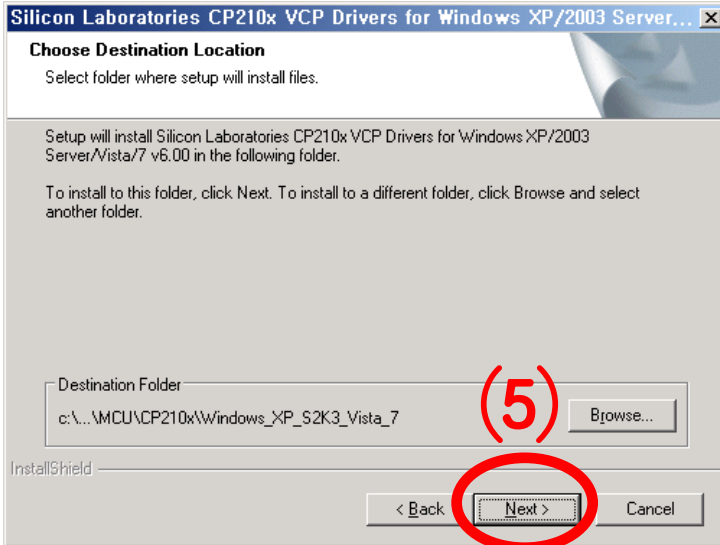 Silicon Laboratories CP210x VCP Drivers for Windows XP/2003 Server...
Choose Destination Location
Select folder where setup will install files.
Setup will install Silicon Laboratories CP210x VCP Drivers for Windows XP/2003
Server/Vista/7 v6.00 in the following folder.
To install to this folder, click Next. To install to a different folder, click Browse and select
another folder.
Destination Folder
(5)
c:\...\MCU\CP210x\Windows_XP_S2K3_Vista_7
Browse...
InstallShield
< Back
Next >
Cancel